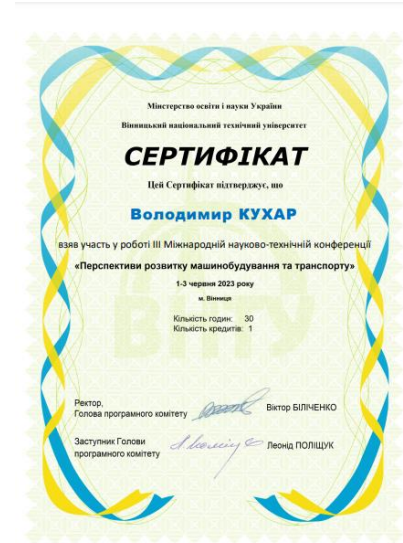 Міністерство освіти і науки України
Вінницький національний технічний університет
СЕРТИФІКАТ
Цей Сертифікат підтверджує, що
Володимир КУХАР
взяв участь у роботі ІІІ Міжнародній науково-технічній конференції
«Перспективи розвитку машинобудування та транспорту»
1-3 червня 2023 року
м. Вінниця
Кількість годин: 30
Кількість кредитів: 1
ВНТУ
Ректор,
Голова програмного комітету
Віктор БІЛІЧЕНКО
Заступник Голови
програмного комітету
Леонід ПОЛІЩУК